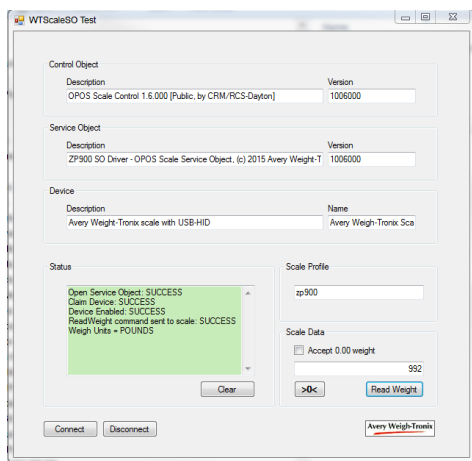 WTScaleSO Test
Control Object
Description Version
OPOS Scale Control 1.6.000 [Public, by CRM/RCS-Dayton] 1006000
Service Object
Description Version
ZP900 SO Driver - OPOS Scale Service Object, (c) 2015 Avery Weight-T 1006000
Device
Description Name
Avery Weight-Tronix scale with USB-HID Avery Weigh-Tronix Sca
Status Scale Profile
Open Service Object: SUCCESS
Claim Device: SUCCESS
Device Enabled: SUCCESS
ReadWeight command sent to scale: SUCCESS
Weigh Units = POUNDS
zp900
Scale Data
Accept 0.00 weight
992
Clear >0< Read Weight
Connect Disconnect Avery Weigh-Tronix